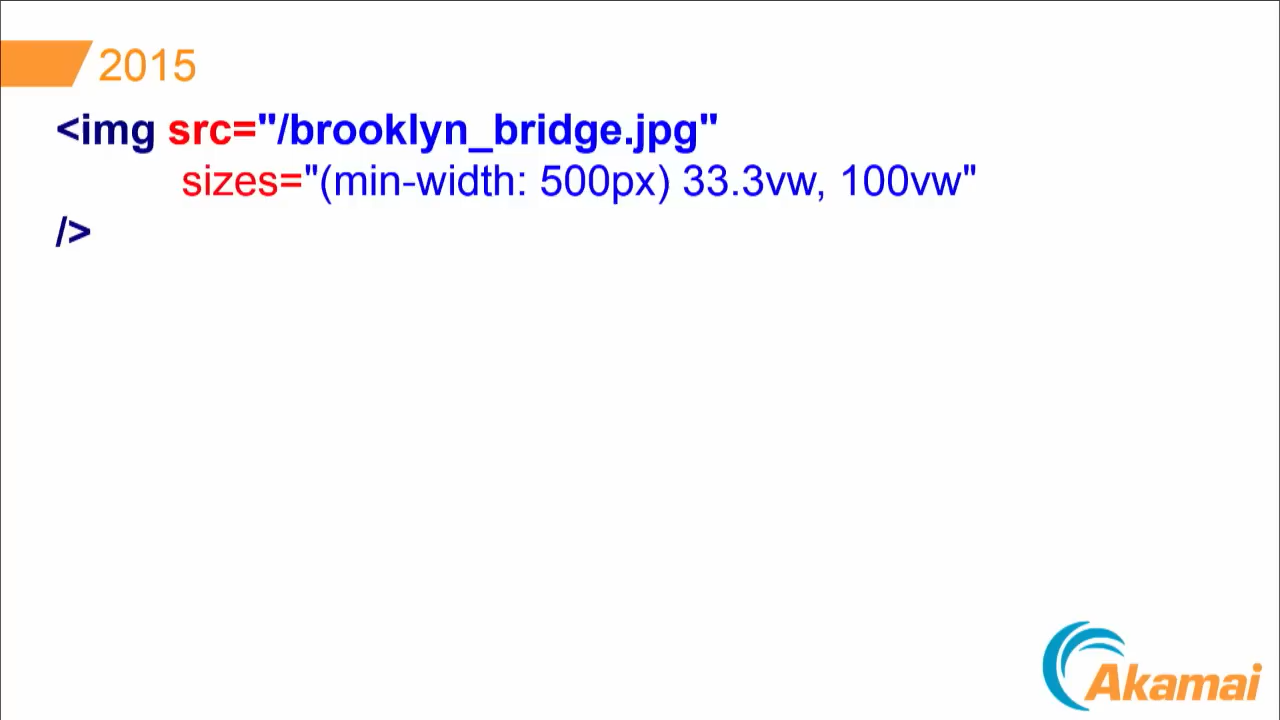 2015
<img src="/brooklyn_bridge.jpg"
sizes="(min-width: 500px) 33.3vw, 100vw"
/>
Akamai